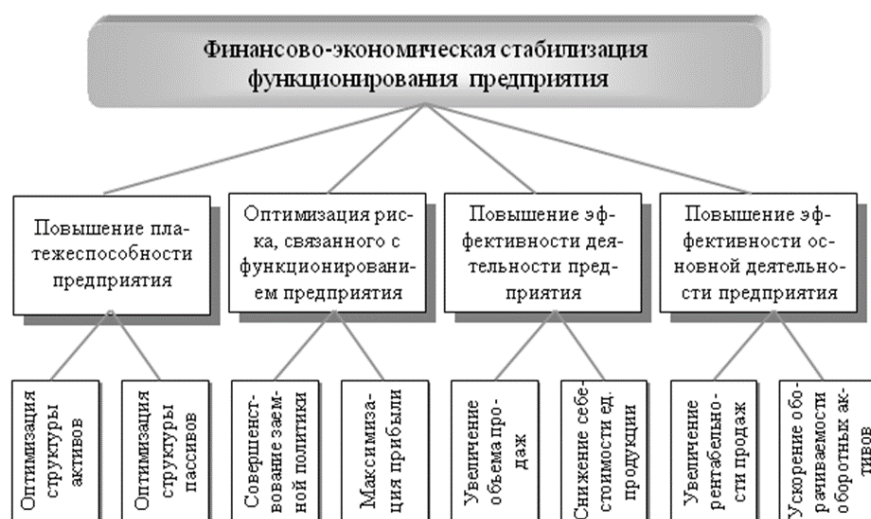 Финансово-экономическая стабилизация
функционирования предприятия
Повышение пла-
тежеспособности
предприятия
Оптимизация рис-
ка, связанного с
функционировани-
ем предприятия
Повышение эф-
фективности дея-
тельности пред-
приятия
Повышение эф-
фективности ос-
новной деятельно-
сти предприятия
Оптимизация
структуры
активов
Оптимизация
структуры
пассивов
Совершенст-
вование заем-
ной политики
Максимиза-
ция прибыли
Увеличение
объема про-
даж
Снижение себе-
стоимости ед.
продукции
Увеличение
рентабельно-
сти продаж
Ускорение обо-
рачиваемости
оборотных ак-
тивов